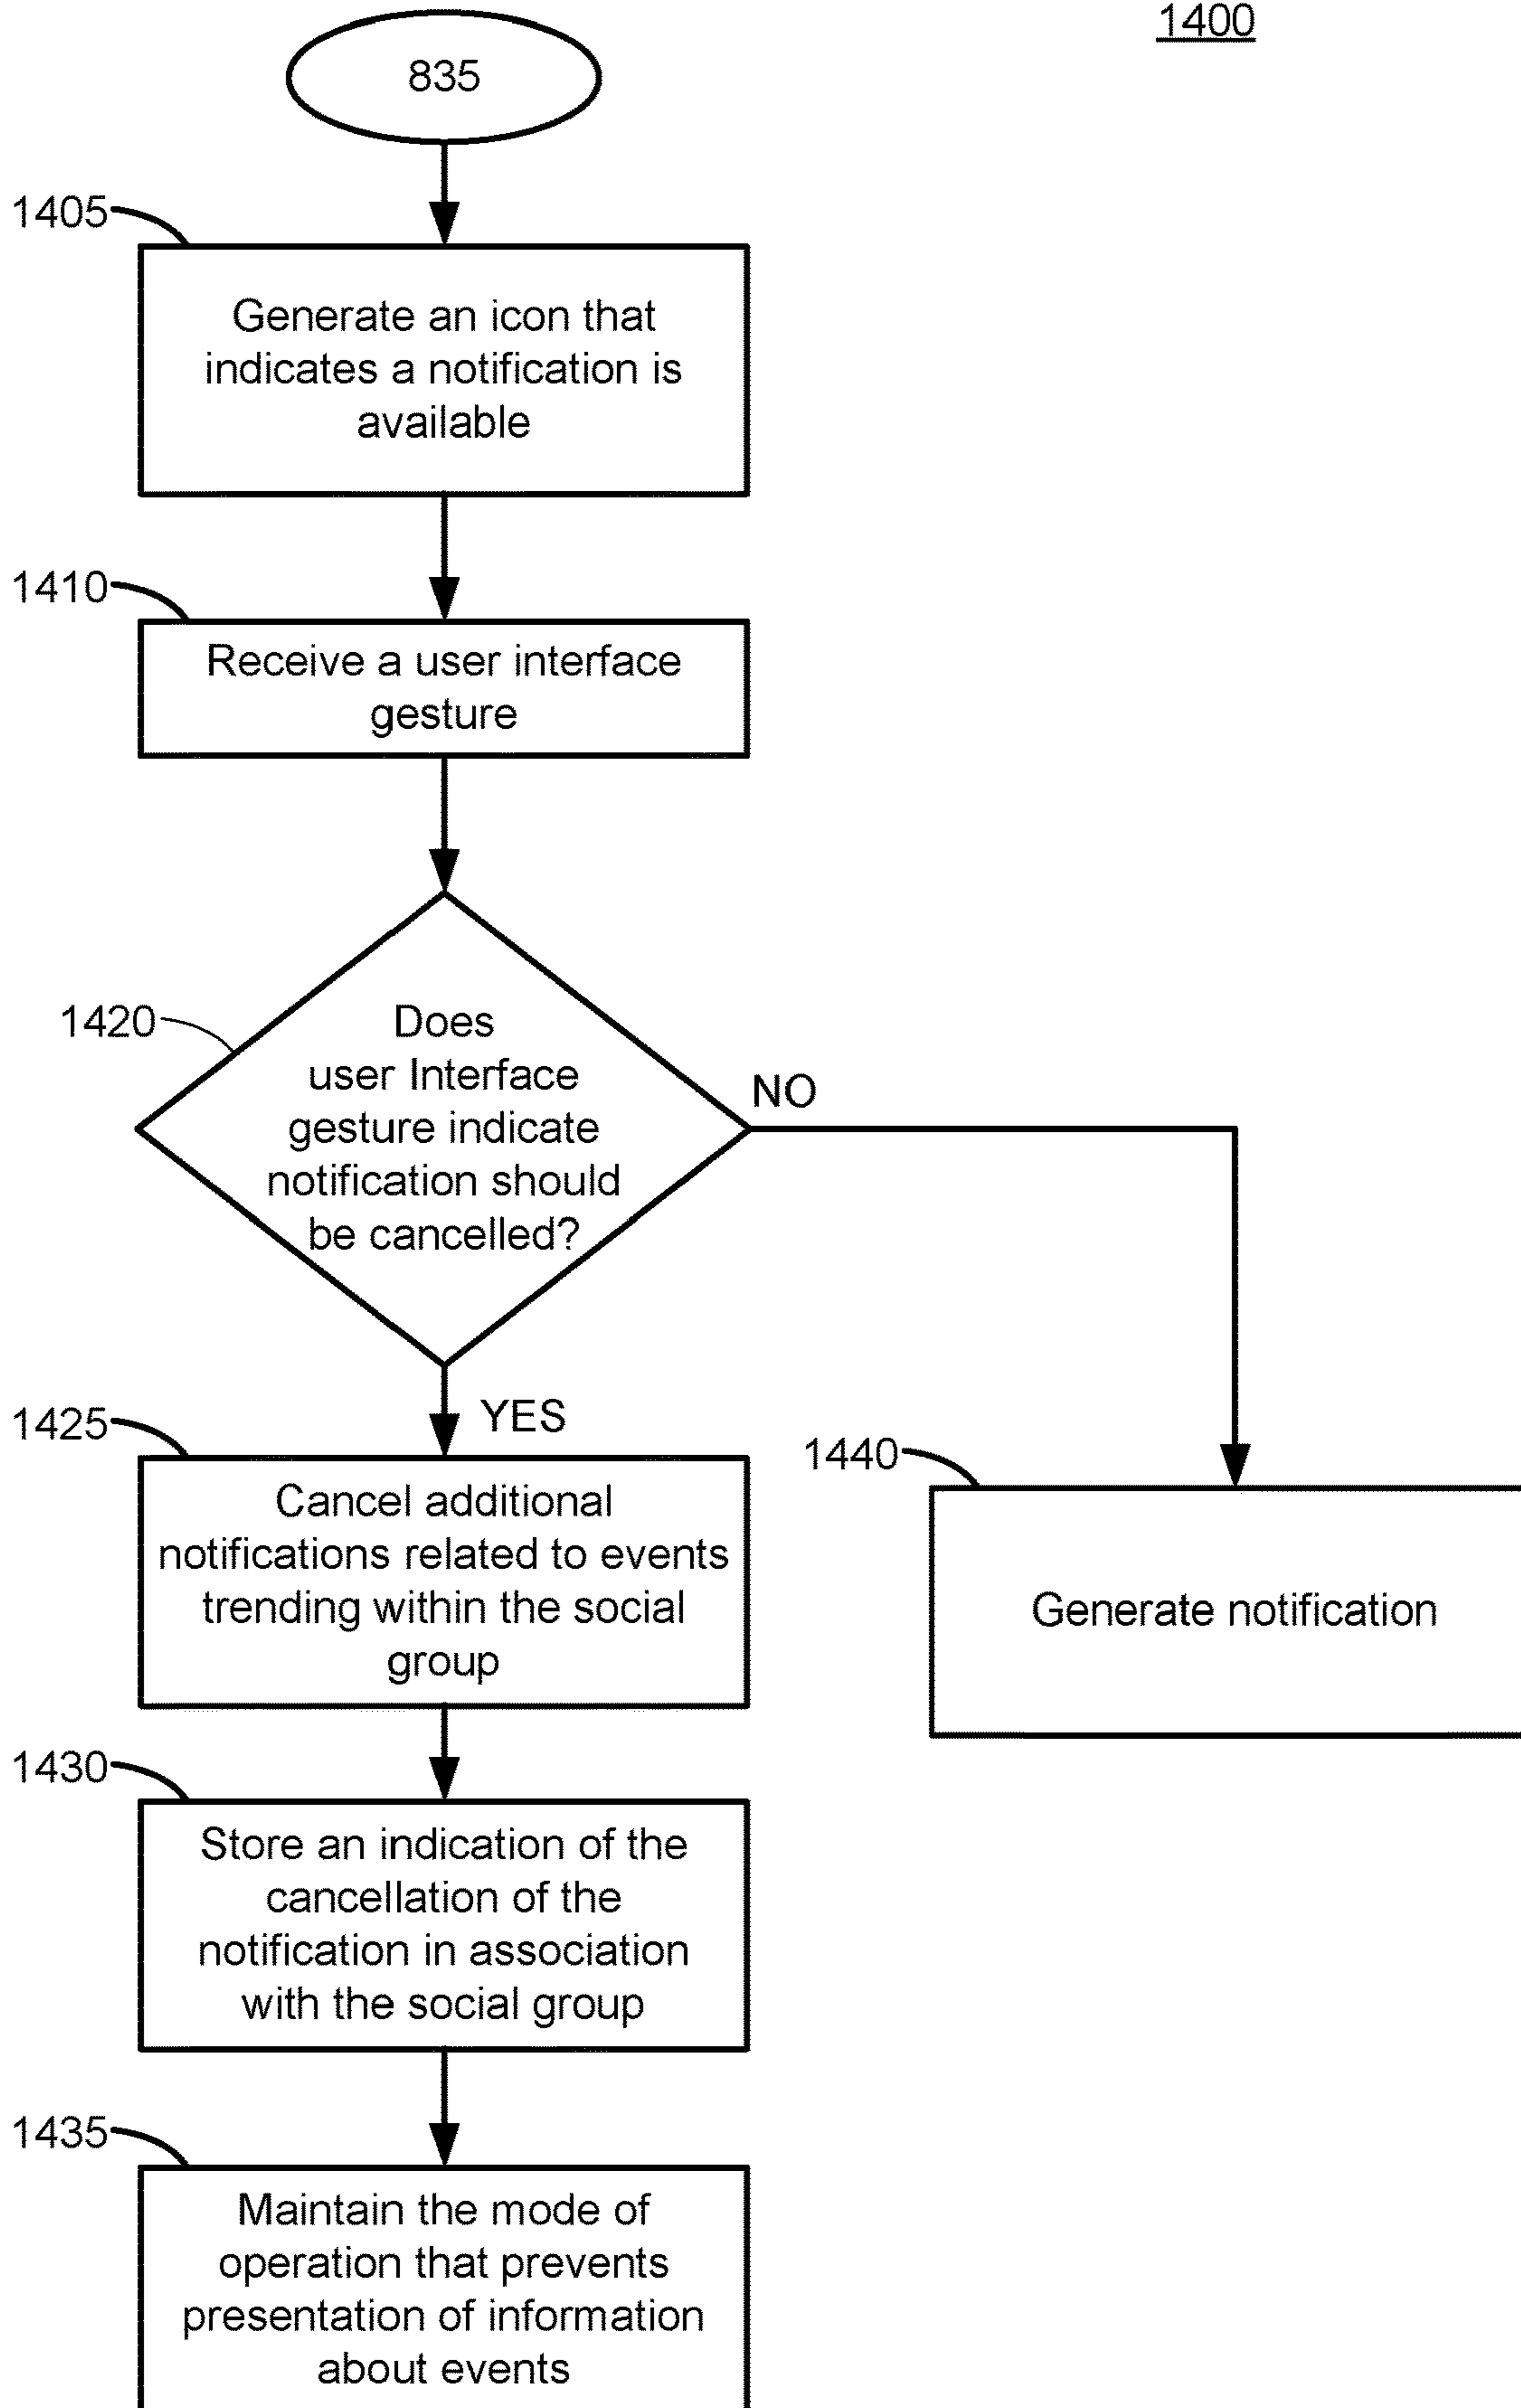 1400
835
1405
Generate an icon that
indicates a notification is
available
1410
Receive a user interface
gesture
1420
Does
user Interface
gesture indicate
notification should
be cancelled?
NO
YES
1425
Cancel additional
notifications related to events
trending within the social
group
1440
Generate notification
1430
Store an indication of the
cancellation of the
notification in association
with the social group
1435
Maintain the mode of
operation that prevents
presentation of information
about events